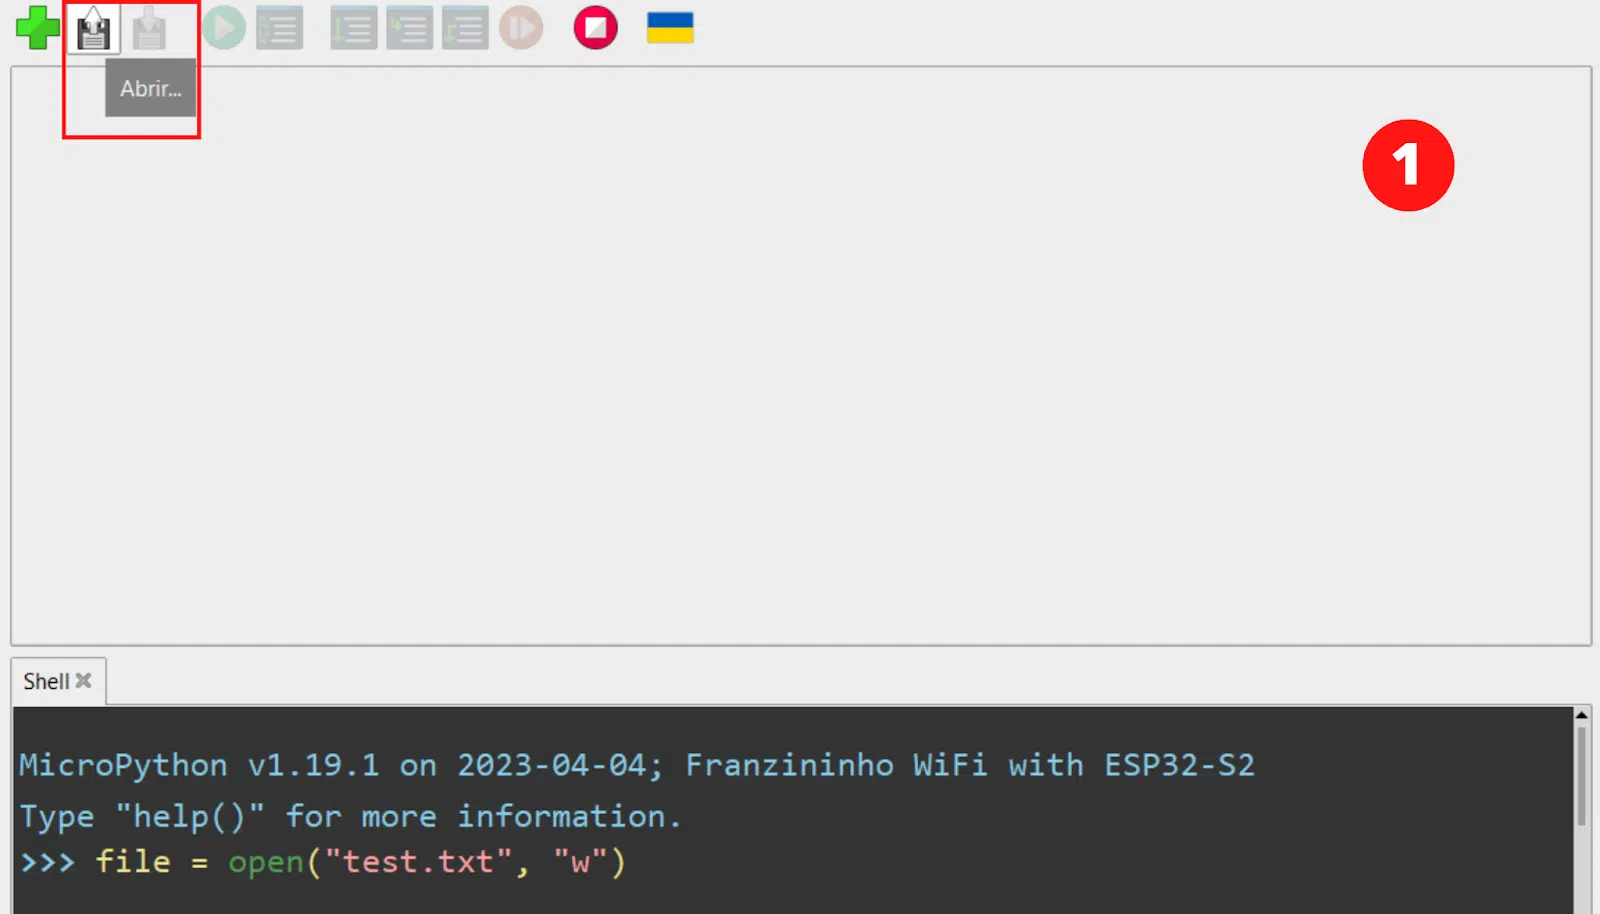 Abrir...
1
Shell
MicroPython v1.19.1 on 2023-04-04; Franzininho WiFi with ESP32-S2
Type "help()" for more information.
>>> file = open("test.txt", "w")